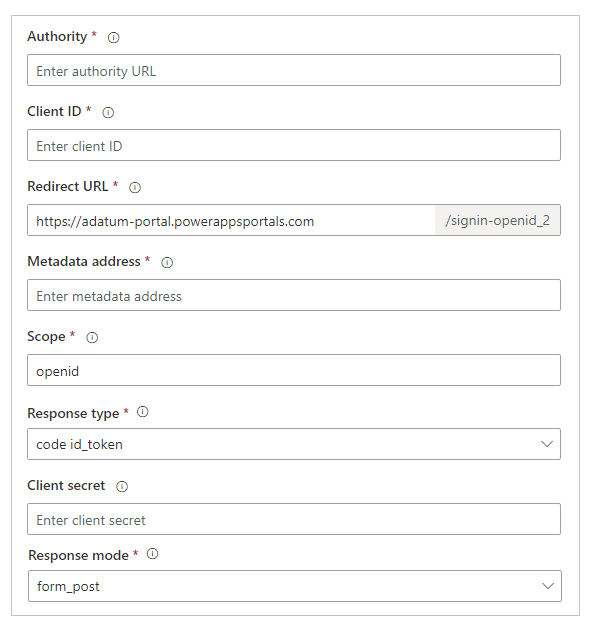 Authority *
Enter authority URL
Client ID *
Enter client ID
Redirect URL *
https://adatum-portal.powerappsportals.com /signin-openid_2
Metadata address *
Enter metadata address
Scope *
openid
Response type *
code id_token
Client secret
Enter client secret
Response mode *
form_post